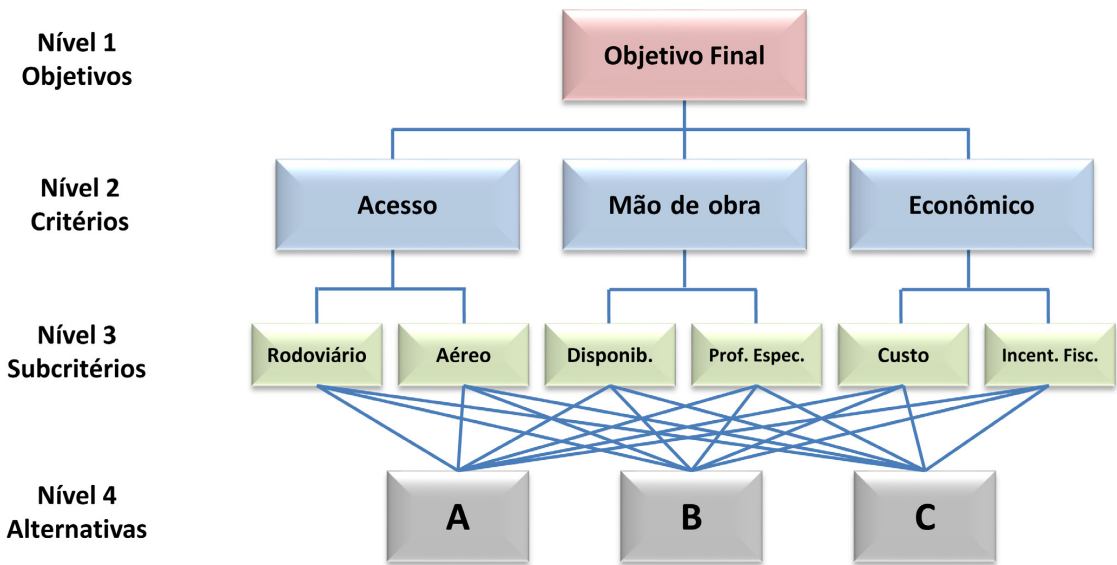 Nível 1
Objetivos
Objetivo Final
Nível 2
Critérios
Acesso
Mão de obra
Econômico
Nível 3
Subcritérios
Rodoviário
Aéreo
Disponib.
Prof. Espec.
Custo
Incent. Fisc.
Nível 4
Alternativas
A
B
C